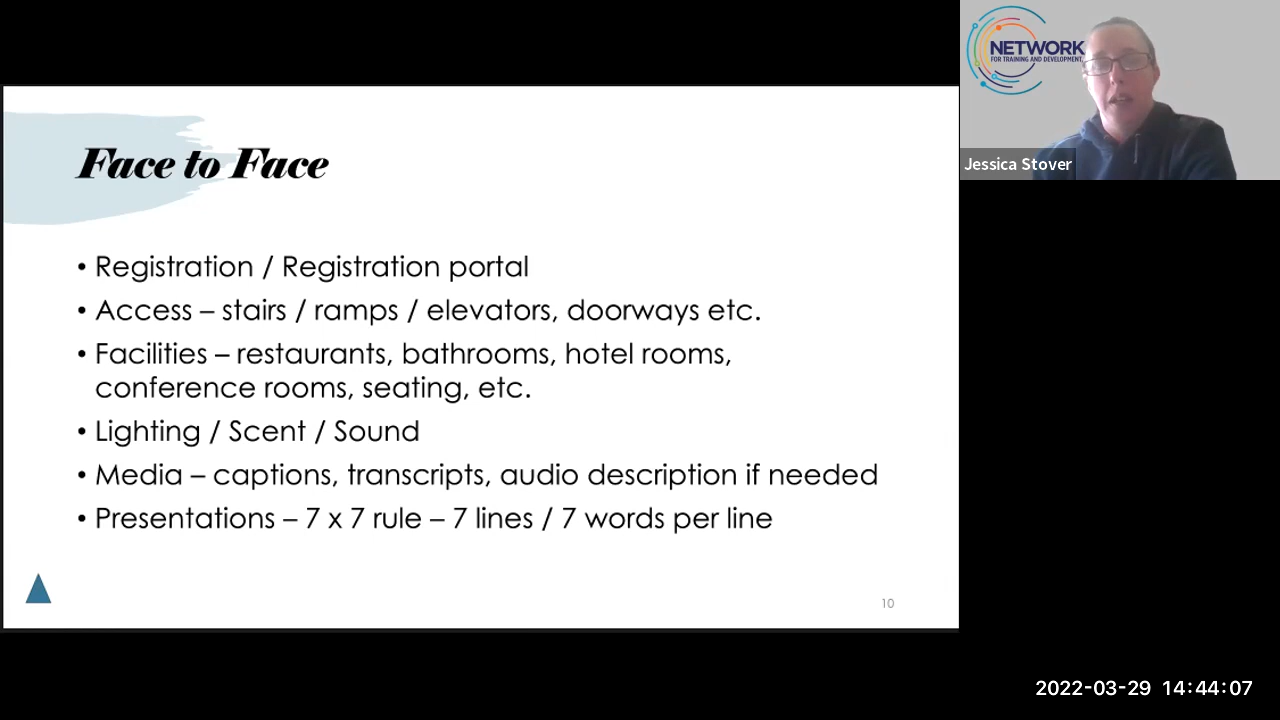 Face to Face
• Registration / Registration portal
• Access – stairs / ramps / elevators, doorways etc.
• Facilities – restaurants, bathrooms, hotel rooms,
conference rooms, seating, etc.
• Lighting / Scent / Sound
• Media – captions, transcripts, audio description if needed
• Presentations – 7 x 7 rule – 7 lines / 7 words per line
10
NETWORK
FOR TRAINING AND DEVELOPMENT,
Jessica Stover
2022-03-29 14:44:07